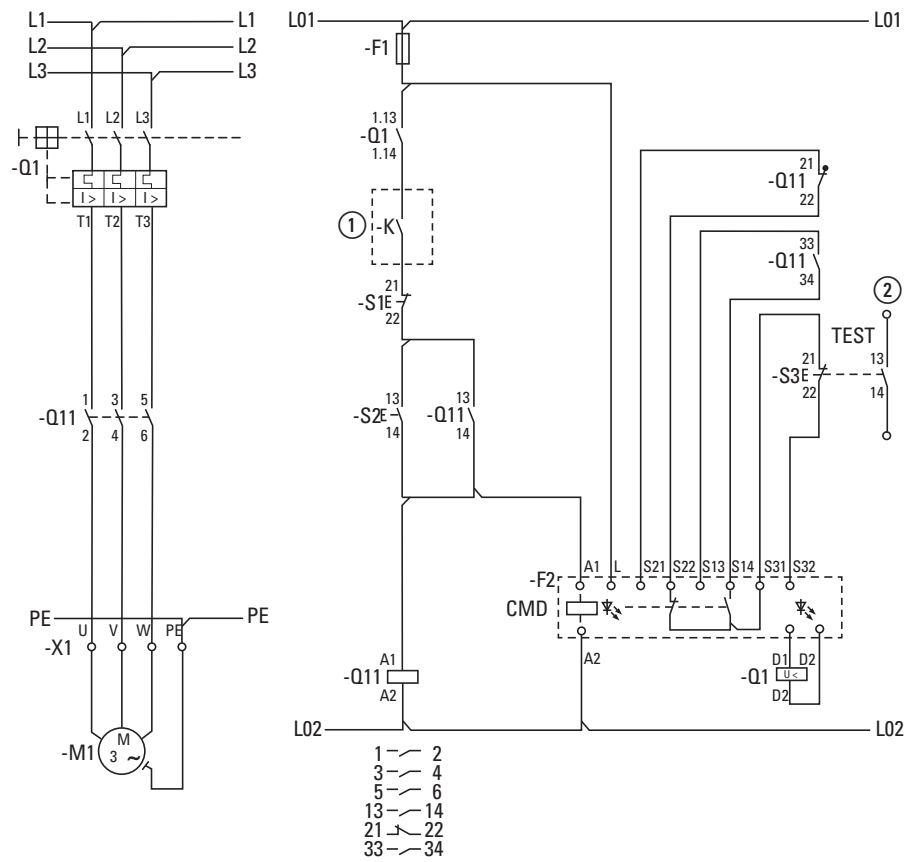 L1 L1
L2 L2
L3 L3
L1 L2 L3
-Q1
I> I> I>
T1 T2 T3
1 3 5
-Q11
2 4 6
PE PE
U V W PE
-X1
-M1
M
3 ~
L01 L01
-F1
1.13
-Q1
1.14
1
-K
21
-S1E
22
13
-S2E
14
13
-Q11
14
21
-Q11
22
33
-Q11
34
2
TEST
21
-S3E
22
13
14
A1 L S21 S22 S13 S14 S31 S32
-F2
CMD
A2
D1 D2
-Q1
U<
D2
A1
-Q11
A2
L02 L02
1 2
3 4
5 6
13 14
21 22
33 34